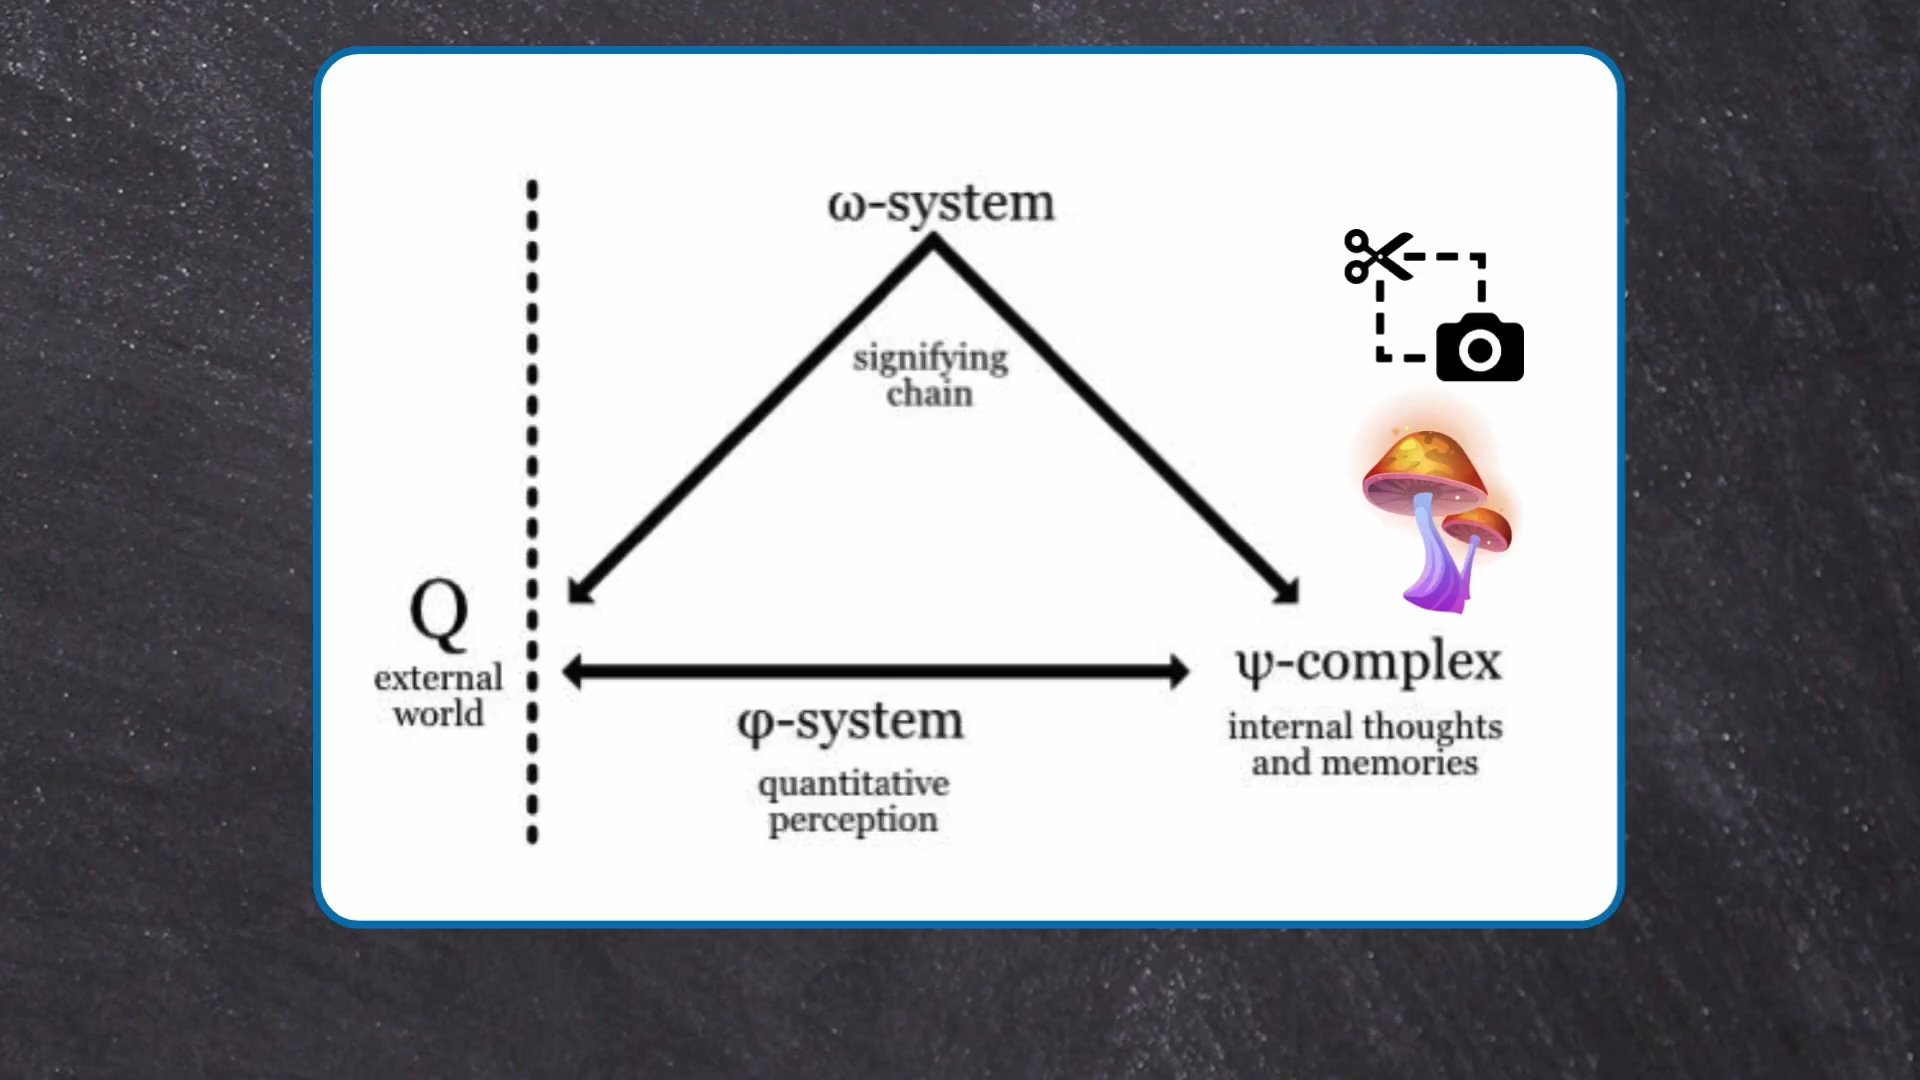 ω-system
signifying
chain
Q
external
world
φ-system
quantitative
perception
ψ-complex
internal thoughts
and memories